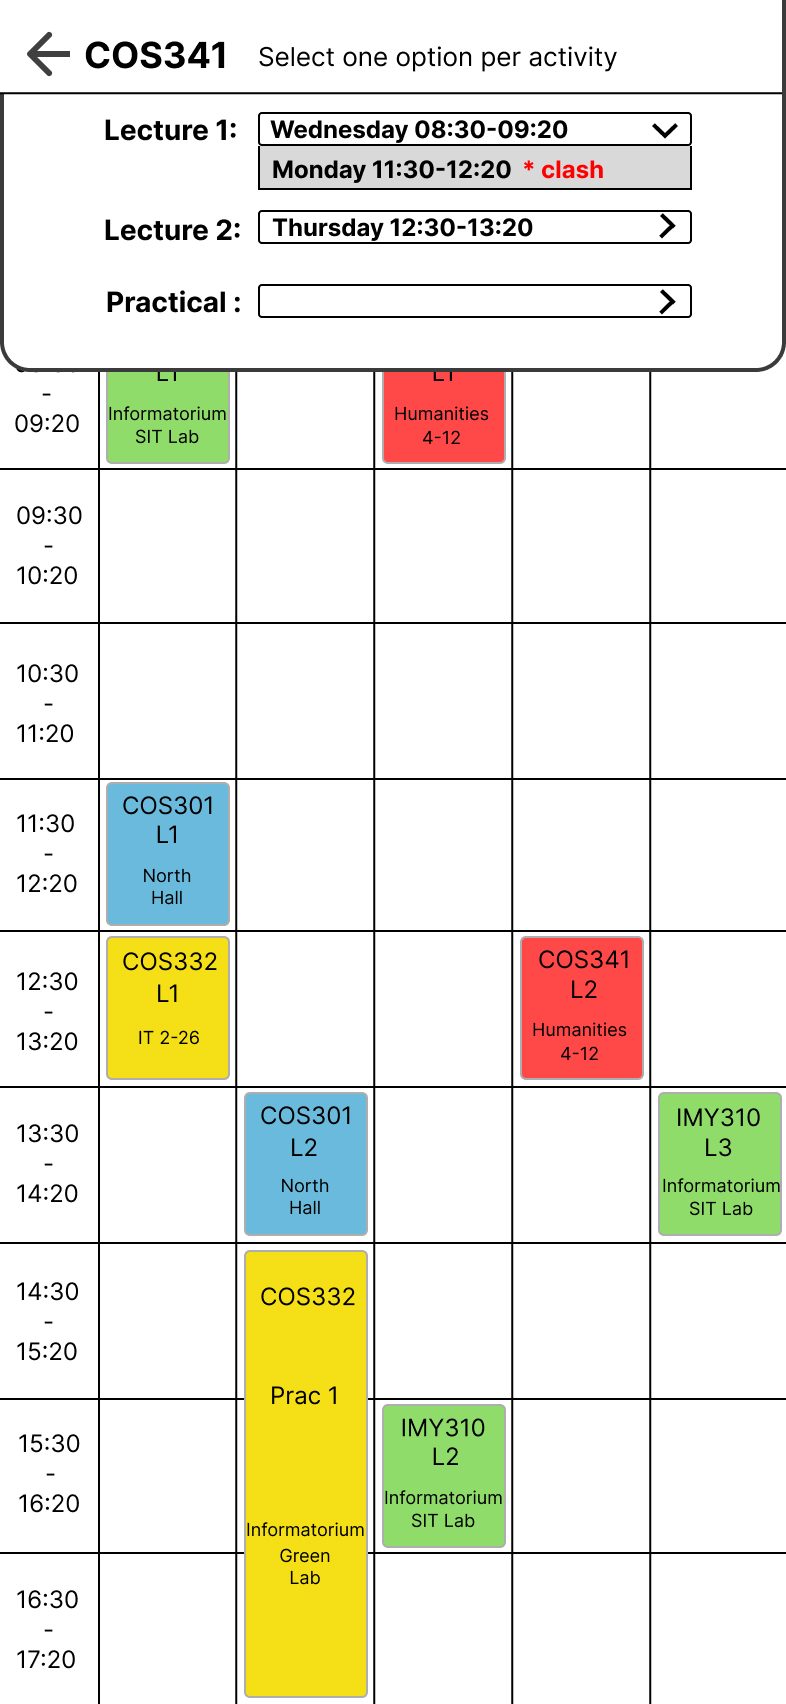 COS341 Select one option per activity
Lecture 1: Wednesday 08:30-09:20
Monday 11:30-12:20 * clash
Lecture 2: Thursday 12:30-13:20
Practical :
-
09:20
L1
Informatorium
SIT Lab
L1
Humanities
4-12
09:30
-
10:20
10:30
-
11:20
11:30
-
12:20
COS301
L1
North
Hall
12:30
-
13:20
COS332
L1
IT 2-26
COS341
L2
Humanities
4-12
13:30
-
14:20
COS301
L2
North
Hall
IMY310
L3
Informatorium
SIT Lab
14:30
-
15:20
COS332
Prac 1
Informatorium
Green
Lab
15:30
-
16:20
IMY310
L2
Informatorium
SIT Lab
16:30
-
17:20